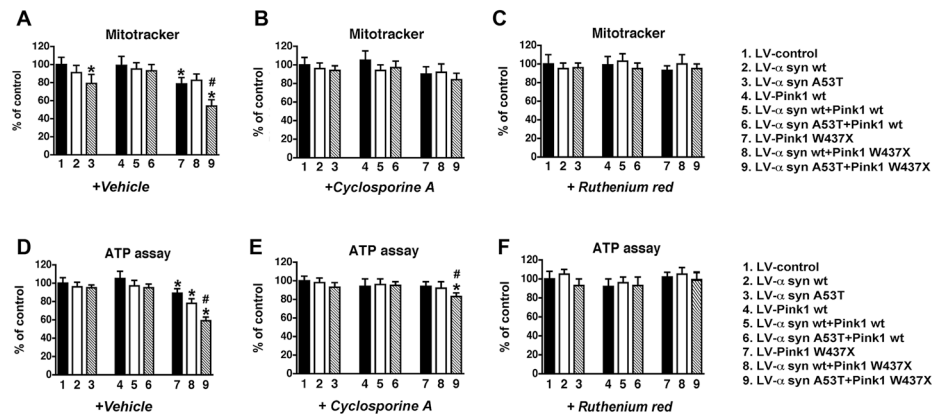 A
Mitotracker
% of control
120
100
80
60
40
20
0
*
*
#
*
1 2 3 4 5 6 7 8 9
+Vehicle
B
Mitotracker
% of control
120
100
80
60
40
20
0
1 2 3 4 5 6 7 8 9
+Cyclosporine A
C
Mitotracker
% of control
120
100
80
60
40
20
0
1 2 3 4 5 6 7 8 9
+ Ruthenium red
1. LV-control
2. LV-α syn wt
3. LV-α syn A53T
4. LV-Pink1 wt
5. LV-α syn wt+Pink1 wt
6. LV-α syn A53T+Pink1 wt
7. LV-Pink1 W437X
8. LV-α syn wt+Pink1 W437X
9. LV-α syn A53T+Pink1 W437X
D
ATP assay
% of control
120
100
80
60
40
20
0
*
*
#
*
1 2 3 4 5 6 7 8 9
+Vehicle
E
ATP assay
% of control
120
100
80
60
40
20
0
#
*
1 2 3 4 5 6 7 8 9
+ Cyclosporine A
F
ATP assay
% of control
120
100
80
60
40
20
0
1 2 3 4 5 6 7 8 9
+ Ruthenium red
1. LV-control
2. LV-α syn wt
3. LV-α syn A53T
4. LV-Pink1 wt
5. LV-α syn wt+Pink1 wt
6. LV-α syn A53T+Pink1 wt
7. LV-Pink1 W437X
8. LV-α syn wt+Pink1 W437X
9. LV-α syn A53T+Pink1 W437X